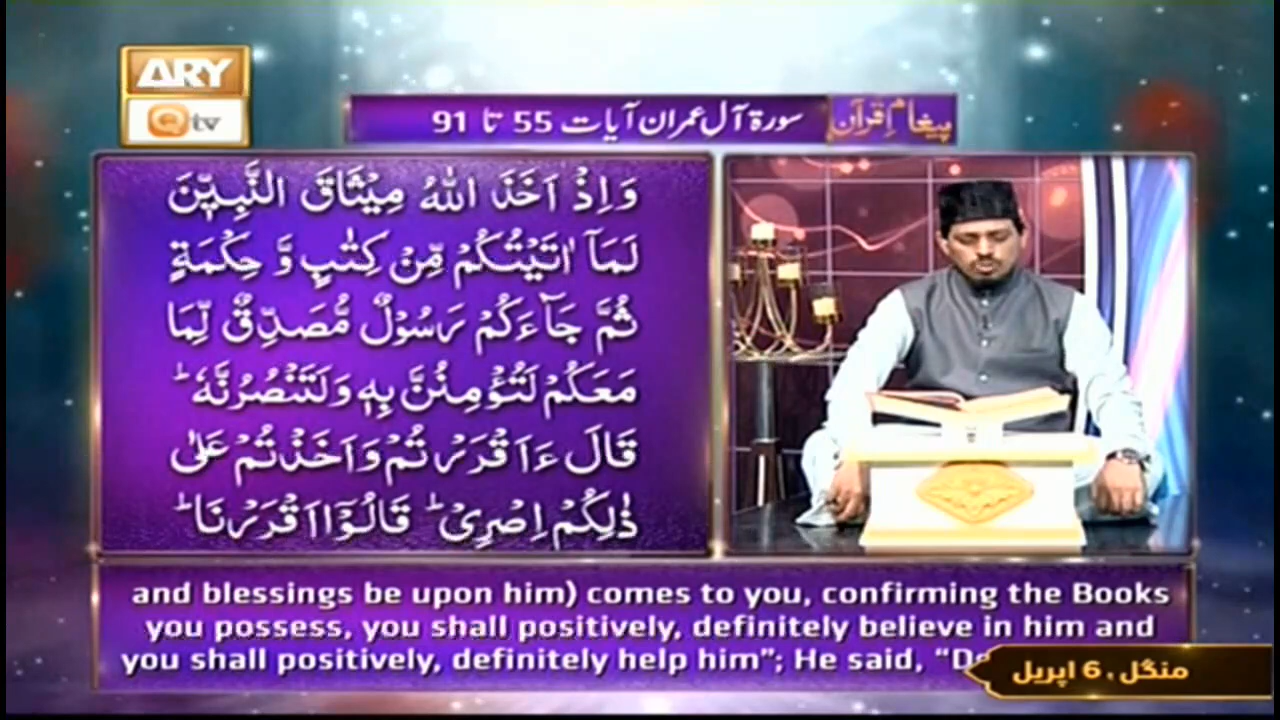 ARY
Qtv
پیغامِ قرآن
سورۃ آل عمران آیات 55 تا 91
وَ اِذْ اَخَذَ اللّٰهُ مِیْثَاقَ النَّبِیّٖنَ
لَمَاۤ اٰتَیْتُكُمْ مِّنْ كِتٰبٍ وَّ حِكْمَةٍ
ثُمَّ جَآءَكُمْ رَسُوْلٌ مُّصَدِّقٌ لِّمَا
مَعَكُمْ لَتُؤْمِنُنَّ بِهٖ وَ لَتَنْصُرُنَّهٗ ؕ
قَالَ ءَاَقْرَرْتُمْ وَ اَخَذْتُمْ عَلٰى
ذٰلِكُمْ اِصْرِیْ ؕ قَالُوْۤا اَقْرَرْنَا ؕ
and blessings be upon him) comes to you, confirming the Books
you possess, you shall positively, definitely believe in him and
you shall positively, definitely help him”; He said, “
منگل ، 6 اپریل